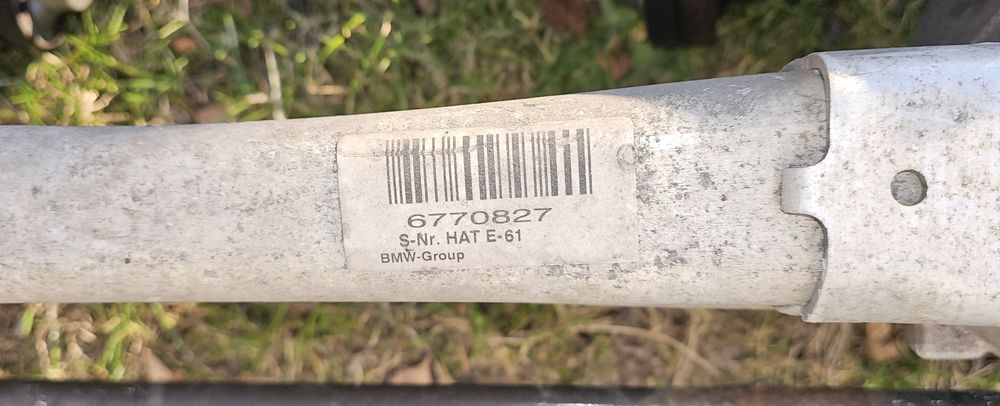 6770827
S-Nr. HAT E-61
BMW-Group